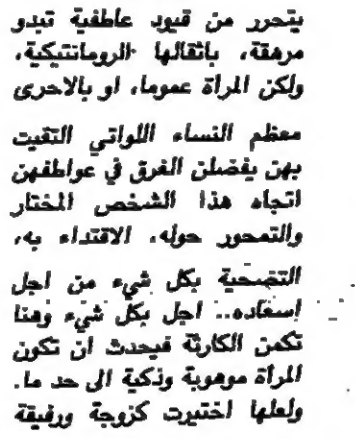 يتحرر من قيود عاطفية تبدو
مرهقة، باثقالها الرومانتيكية،
ولكن المرأة عموما، او بالاحرى
معظم النساء اللواتي التقيت
بهن يفضلن الغرق في عواطفهن
اتجاه هذا الشخص المختار
والتمحور حوله، الاقتداء به،
التضحية بكل شيء من اجل
إسعاده.. اجل بكل شيء وهنا
تكمن الكارثة فيحدث ان تكون
المرأة موهوبة وذكية الى حد ما.
ولعلها اختيرت كزوجة ورفيقة